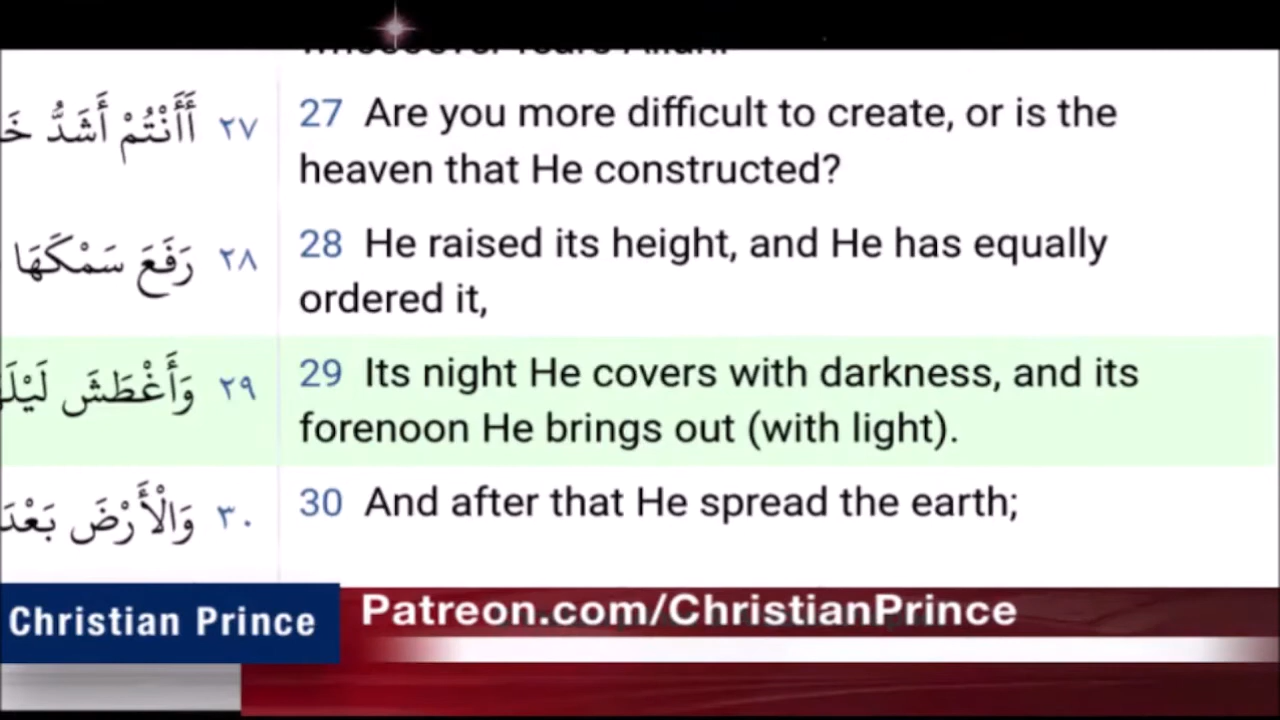 27 Are you more difficult to create, or is the
heaven that He constructed?
٢٧ أَأَنْتُمْ أَشَدُّ
28 He raised its height, and He has equally
ordered it,
٢٨ رَفَعَ سَمْكَهَا
29 Its night He covers with darkness, and its
forenoon He brings out (with light).
٢٩ وَأَغْطَشَ
30 And after that He spread the earth;
٣٠ وَالْأَرْضَ
Christian Prince
Patreon.com/ChristianPrince